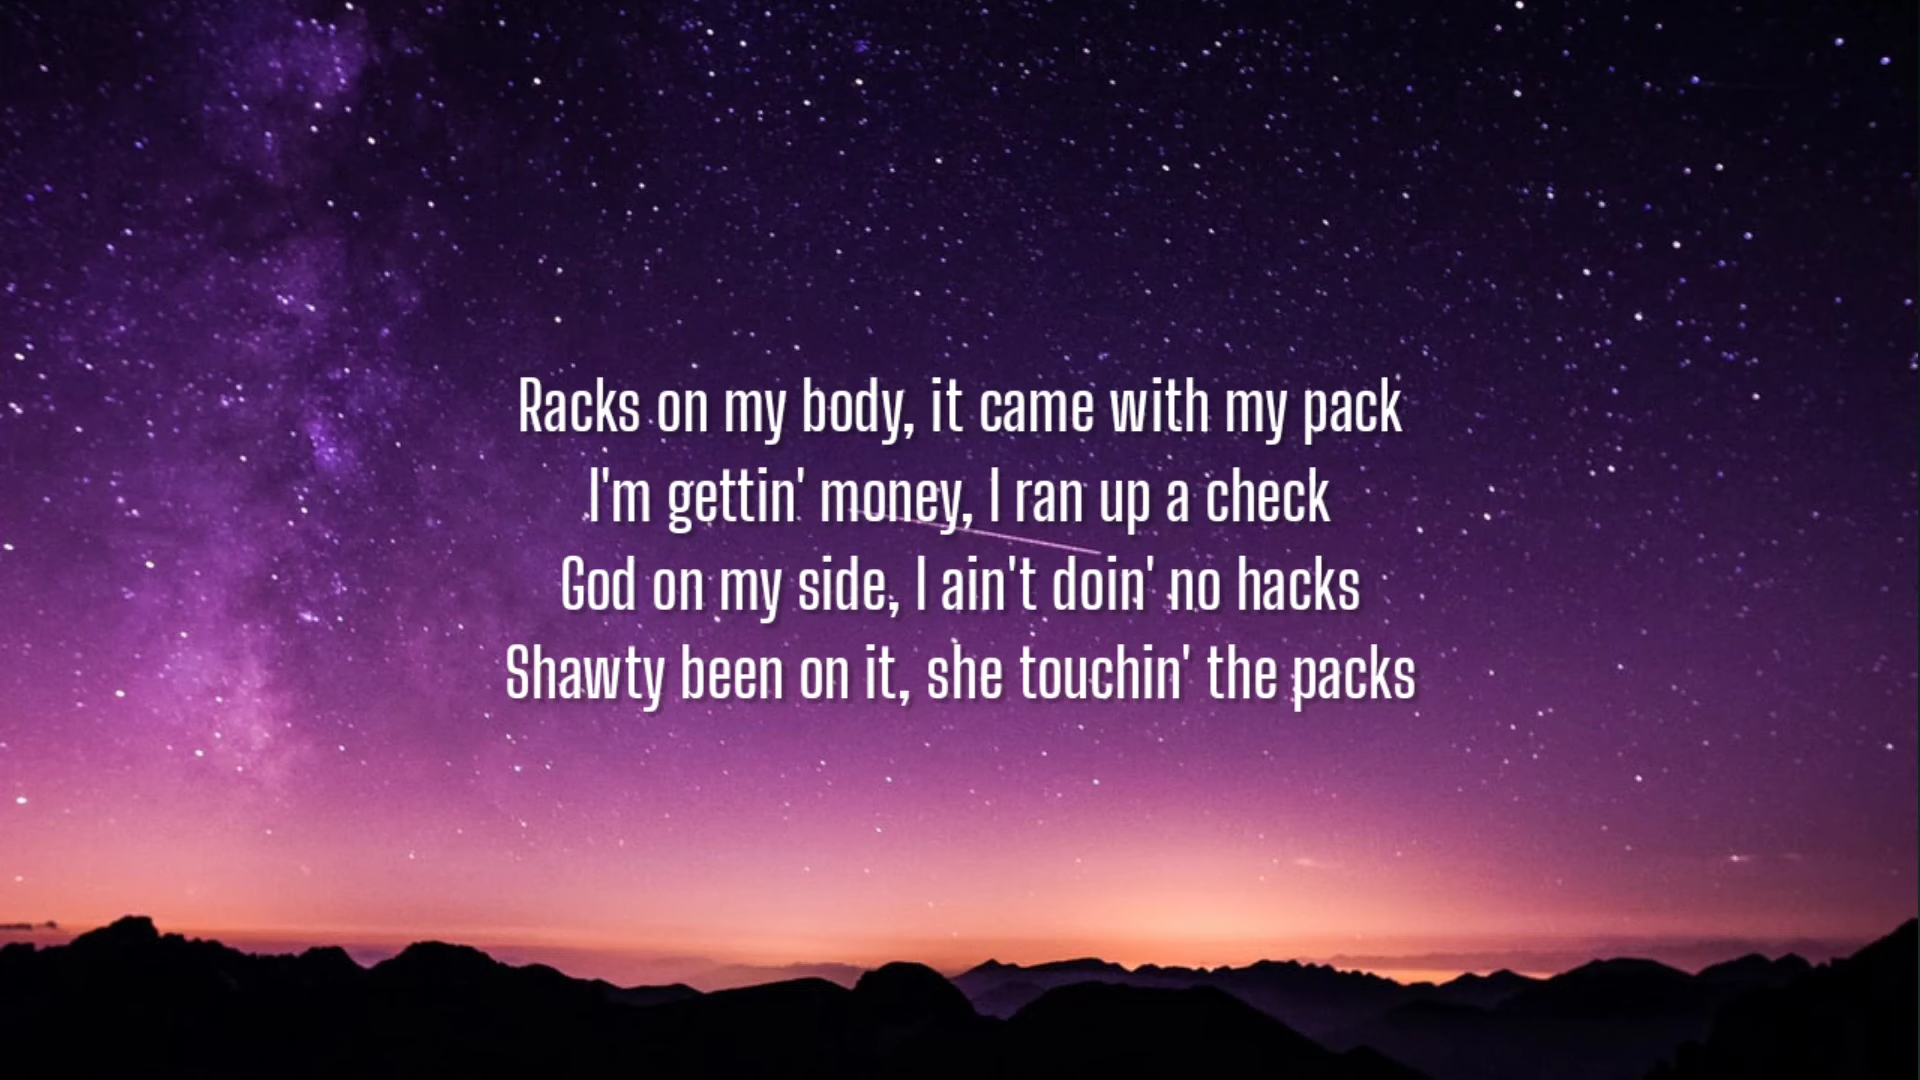 Racks on my body, it came with my pack
I'm gettin' money, I ran up a check
God on my side, I ain't doin' no hacks
Shawty been on it, she touchin' the packs